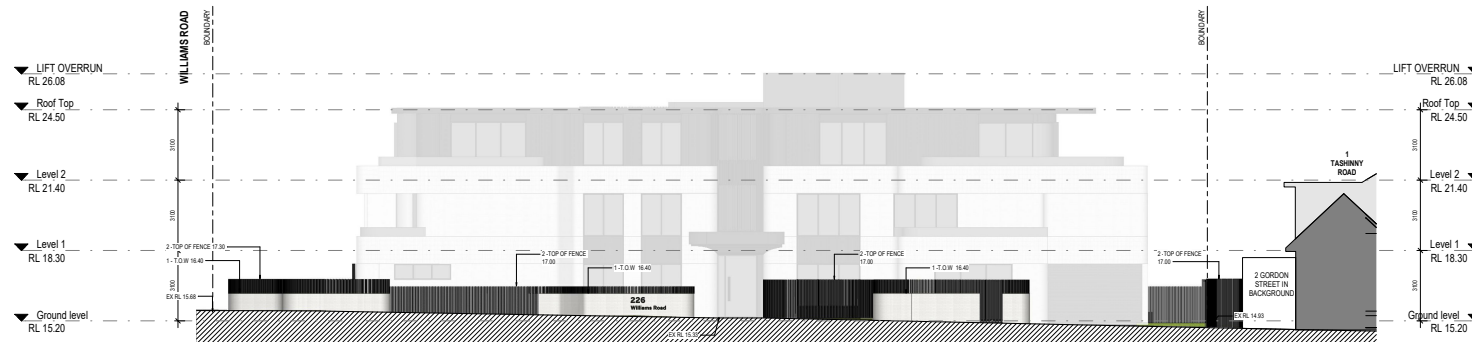 WILLIAMS ROAD
BOUNDARY
BOUNDARY
LIFT OVERRUN
RL 26.08
LIFT OVERRUN
RL 26.08
Roof Top
RL 24.50
Roof Top
RL 24.50
3100
3100
1
TASHINNY
ROAD
Level 2
RL 21.40
Level 2
RL 21.40
3100
3100
2 -TOP OF FENCE 17.30
2 -TOP OF FENCE
17.00
2 -TOP OF FENCE
17.00
2 -TOP OF FENCE
17.00
Level 1
RL 18.30
Level 1
RL 18.30
1 - T.O.W 16.40
1 -T.O.W 16.40
1 -T.O.W 16.40
3100
3100
2 GORDON
STREET IN
BACKGROUND
EX RL 15.68
226
Williams Road
Ground level
RL 15.20
EX RL 14.93
Ground level
RL 15.20